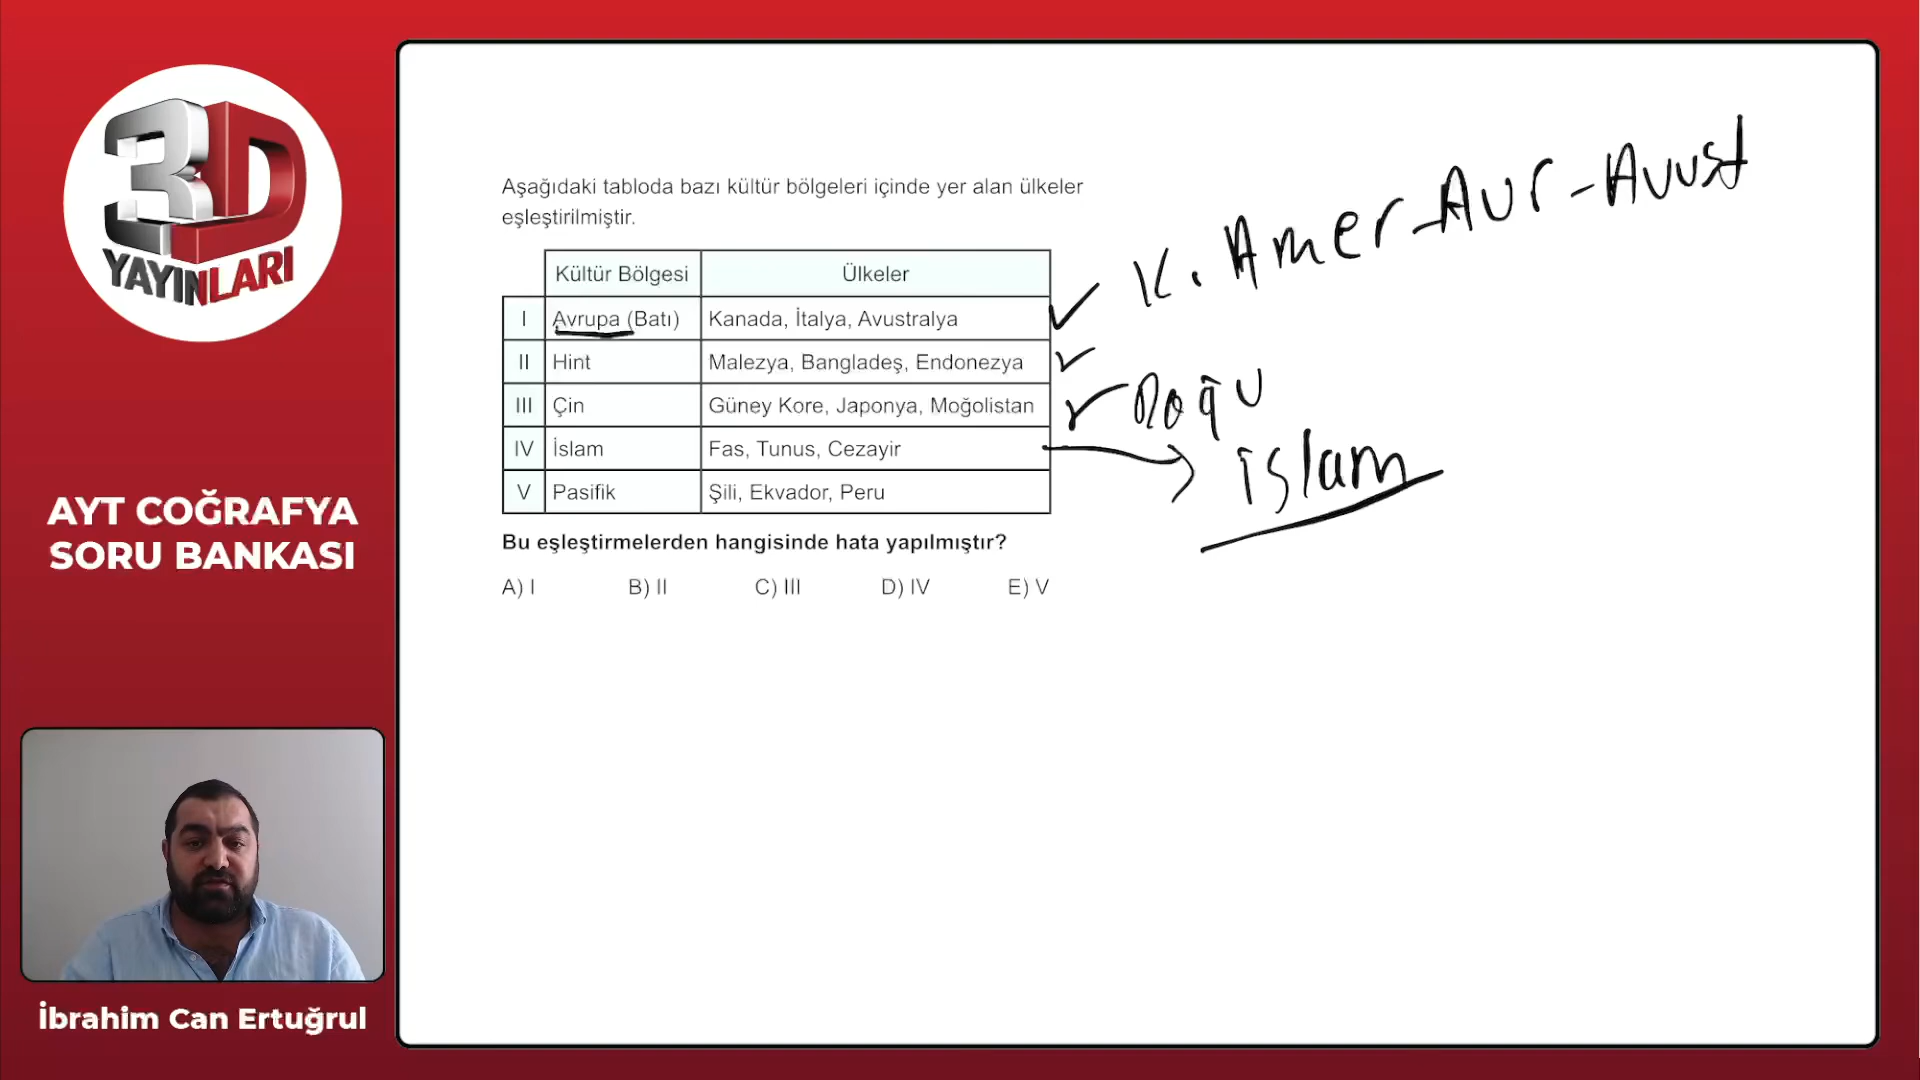 3D
YAYINLARI
AYT COĞRAFYA
SORU BANKASI
İbrahim Can Ertuğrul
Aşağıdaki tabloda bazı kültür bölgeleri içinde yer alan ülkeler
eşleştirilmiştir.
Kültür Bölgesi Ülkeler
I Avrupa (Batı) Kanada, İtalya, Avustralya
II Hint Malezya, Bangladeş, Endonezya
III Çin Güney Kore, Japonya, Moğolistan
IV İslam Fas, Tunus, Cezayir
V Pasifik Şili, Ekvador, Peru
Bu eşleştirmelerden hangisinde hata yapılmıştır?
A) I B) II C) III D) IV E) V
K. Amer-Avr-Avust
Doğu
islam